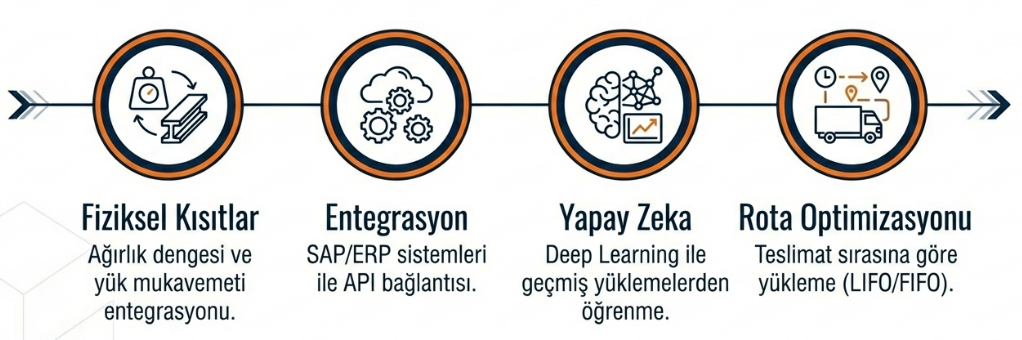 Fiziksel Kısıtlar
Ağırlık dengesi ve
yük mukavemeti
entegrasyonu.
Entegrasyon
SAP/ERP sistemleri
ile API bağlantısı.
Yapay Zeka
Deep Learning ile
geçmiş yüklemelerden
öğrenme.
Rota Optimizasyonu
Teslimat sırasına göre
yükleme (LIFO/FIFO).